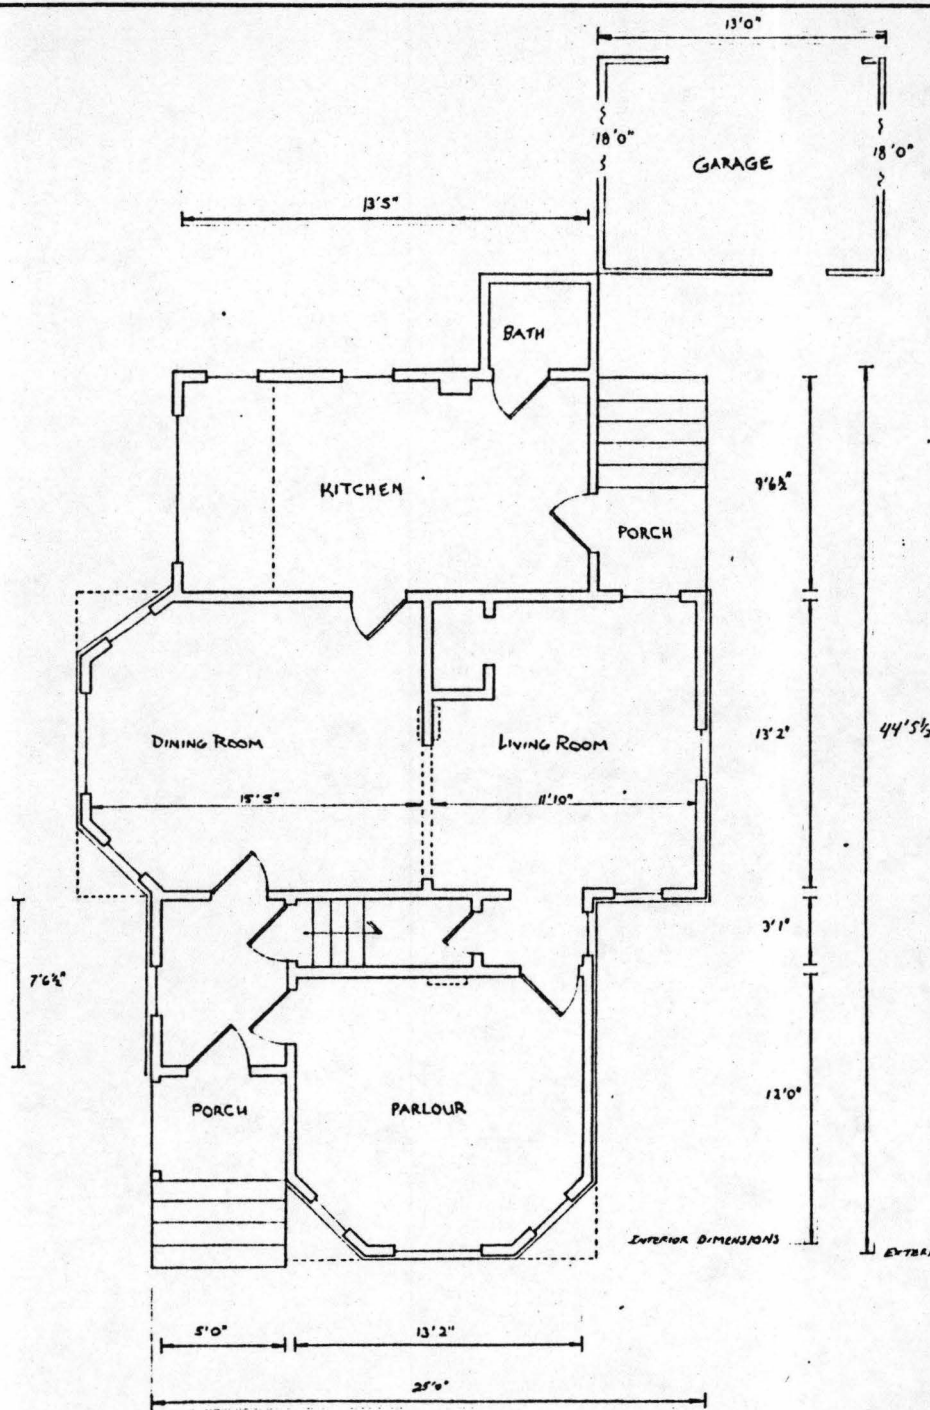 13'0"
18'0"
GARAGE
18'0"
13'5"
BATH
KITCHEN
9'6½"
PORCH
DINING ROOM
LIVING ROOM
13'2"
44'5½
15'5"
11'10"
3'1"
7'6½"
PORCH
PARLOUR
12'0"
INTERIOR DIMENSIONS
EXTERI
5'0"
13'2"
25'0"